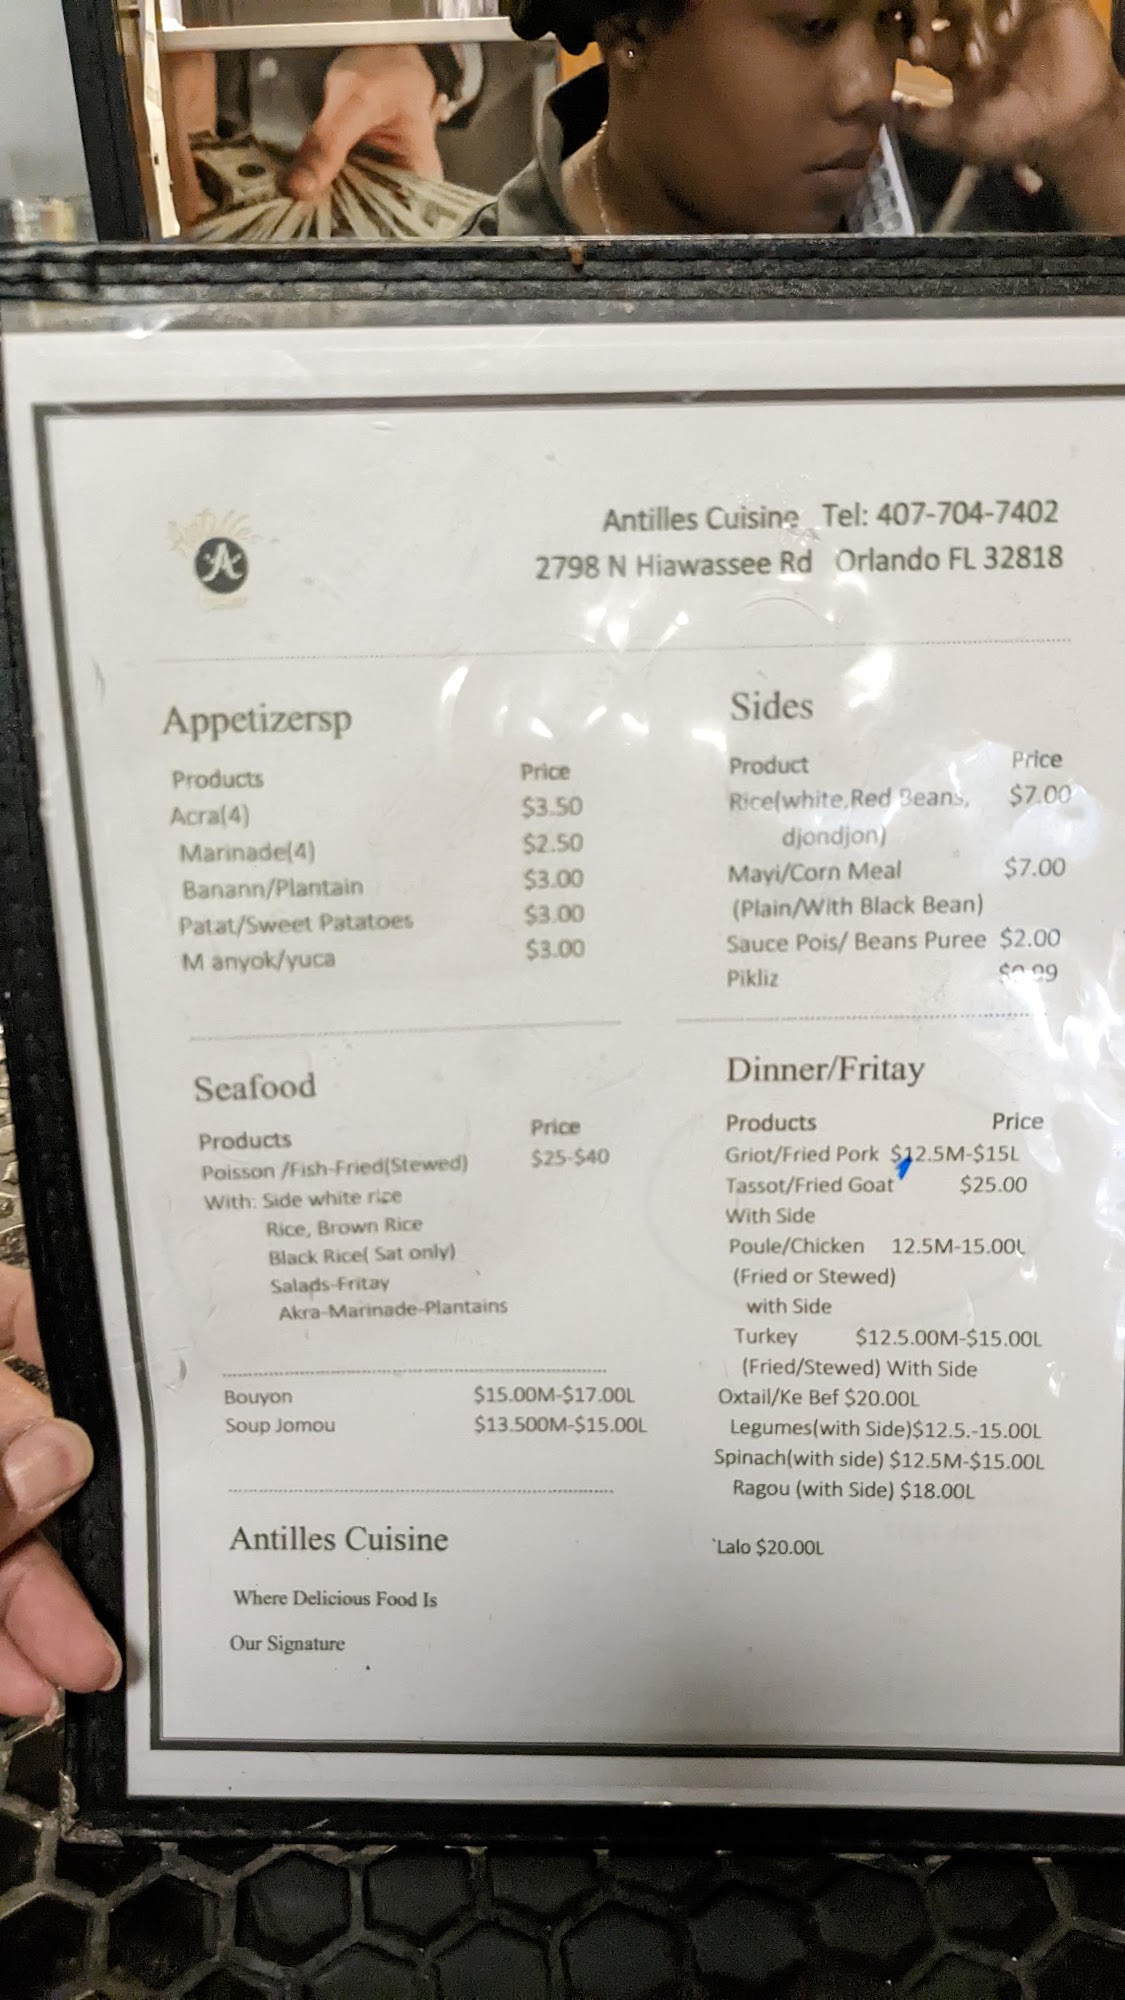 Antilles Cuisine Tel: 407-704-7402
2798 N Hiawassee Rd Orlando FL 32818
A
Appetizersp
Products Price
Acra(4) $3.50
Marinade(4) $2.50
Banann/Plantain $3.00
Patat/Sweet Patatoes $3.00
M anyok/yuca $3.00
Sides
Product Price
Rice(white,Red Beans, $7.00
djondjon)
Mayi/Corn Meal $7.00
(Plain/With Black Bean)
Sauce Pois/ Beans Puree $2.00
Pikliz $0.99
Seafood
Products Price
Poisson /Fish-Fried(Stewed) $25-$40
With: Side white rice
Rice, Brown Rice
Black Rice( Sat only)
Salads-Fritay
Akra-Marinade-Plantains
Bouyon $15.00M-$17.00L
Soup Jomou $13.500M-$15.00L
Dinner/Fritay
Products Price
Griot/Fried Pork $12.5M-$15L
Tassot/Fried Goat $25.00
With Side
Poule/Chicken 12.5M-15.00L
(Fried or Stewed)
with Side
Turkey $12.5.00M-$15.00L
(Fried/Stewed) With Side
Oxtail/Ke Bef $20.00L
Legumes(with Side)$12.5.-15.00L
Spinach(with side) $12.5M-$15.00L
Ragou (with Side) $18.00L
`Lalo $20.00L
Antilles Cuisine
Where Delicious Food Is
Our Signature